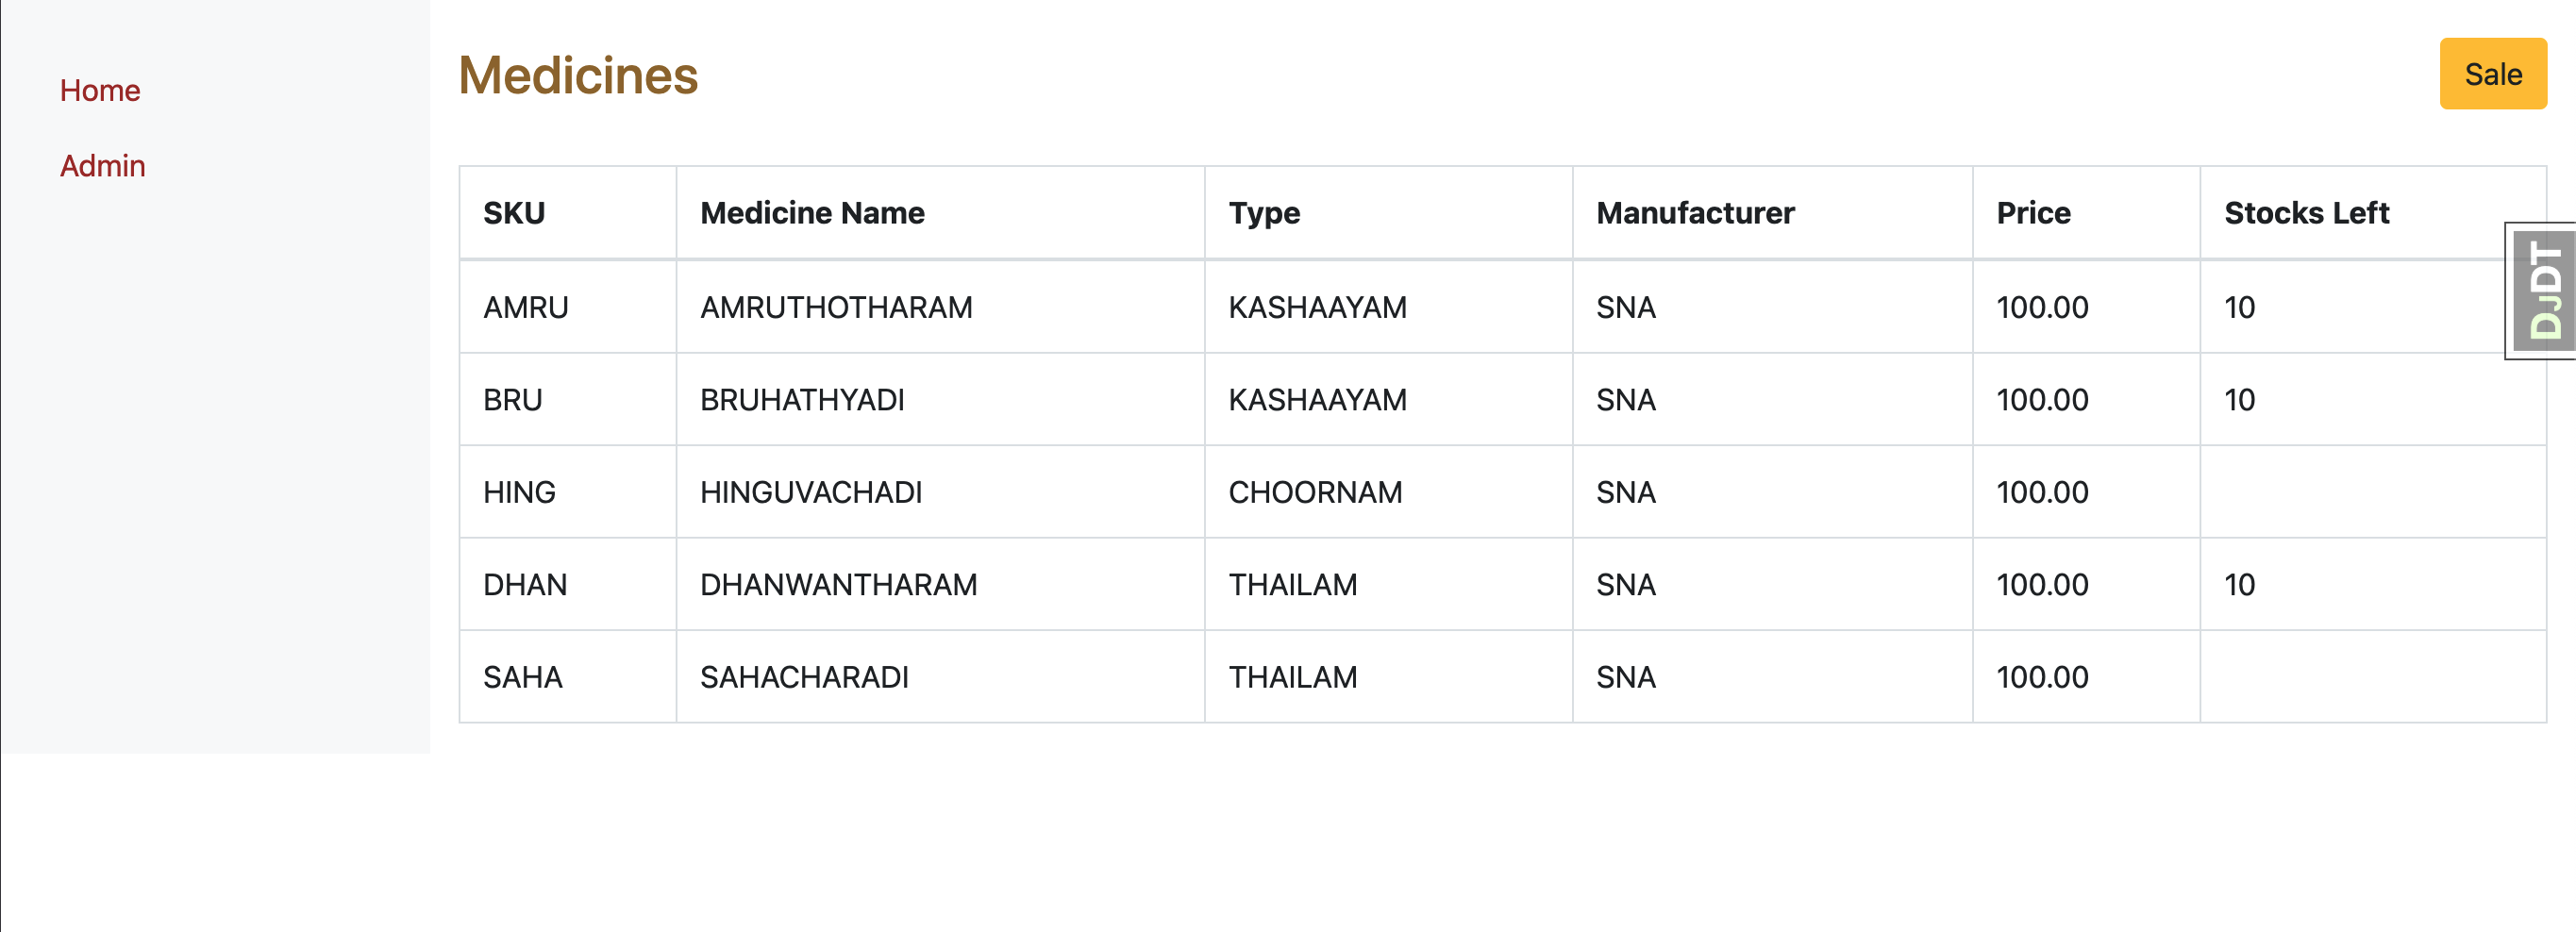 Home
Admin
Medicines
Sale
SKU Medicine Name Type Manufacturer Price Stocks Left
AMRU AMRUTHOTHARAM KASHAAYAM SNA 100.00 10
BRU BRUHATHYADI KASHAAYAM SNA 100.00 10
HING HINGUVACHADI CHOORNAM SNA 100.00
DHAN DHANWANTHARAM THAILAM SNA 100.00 10
SAHA SAHACHARADI THAILAM SNA 100.00
DJDT